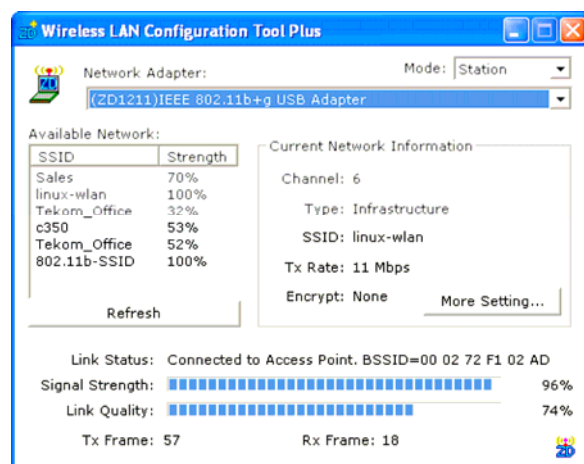 Wireless LAN Configuration Tool Plus
Network Adapter:
Mode: Station
(ZD1211)IEEE 802.11b+g USB Adapter
Available Network:
SSID Strength
Sales 70%
linux-wlan 100%
Tekom_Office 32%
c350 53%
Tekom_Office 52%
802.11b-SSID 100%
Refresh
Current Network Information
Channel: 6
Type: Infrastructure
SSID: linux-wlan
Tx Rate: 11 Mbps
Encrypt: None
More Setting...
Link Status: Connected to Access Point. BSSID=00 02 72 F1 02 AD
Signal Strength: 96%
Link Quality: 74%
Tx Frame: 57 Rx Frame: 18
ZD